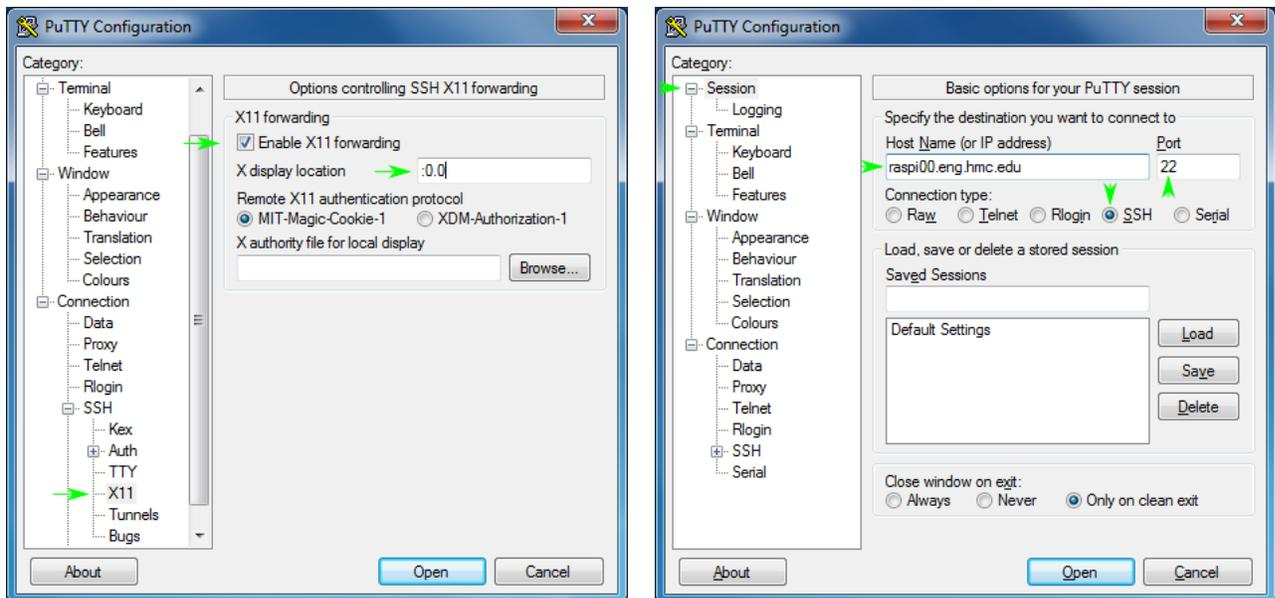 PuTTY Configuration
Category:
Terminal
Keyboard
Bell
Features
Window
Appearance
Behaviour
Translation
Selection
Colours
Connection
Data
Proxy
Telnet
Rlogin
SSH
Kex
Auth
TTY
X11
Tunnels
Bugs
Options controlling SSH X11 forwarding
X11 forwarding
Enable X11 forwarding
X display location :0.0
Remote X11 authentication protocol
MIT-Magic-Cookie-1 XDM-Authorization-1
X authority file for local display
Browse...
About Open Cancel
PuTTY Configuration
Category:
Session
Logging
Terminal
Keyboard
Bell
Features
Window
Appearance
Behaviour
Translation
Selection
Colours
Connection
Data
Proxy
Telnet
Rlogin
SSH
Serial
Basic options for your PuTTY session
Specify the destination you want to connect to
Host Name (or IP address) Port
raspi00.eng.hmc.edu 22
Connection type:
Raw Telnet Rlogin SSH Serial
Load, save or delete a stored session
Saved Sessions
Default Settings
Load
Save
Delete
Close window on exit:
Always Never Only on clean exit
About Open Cancel